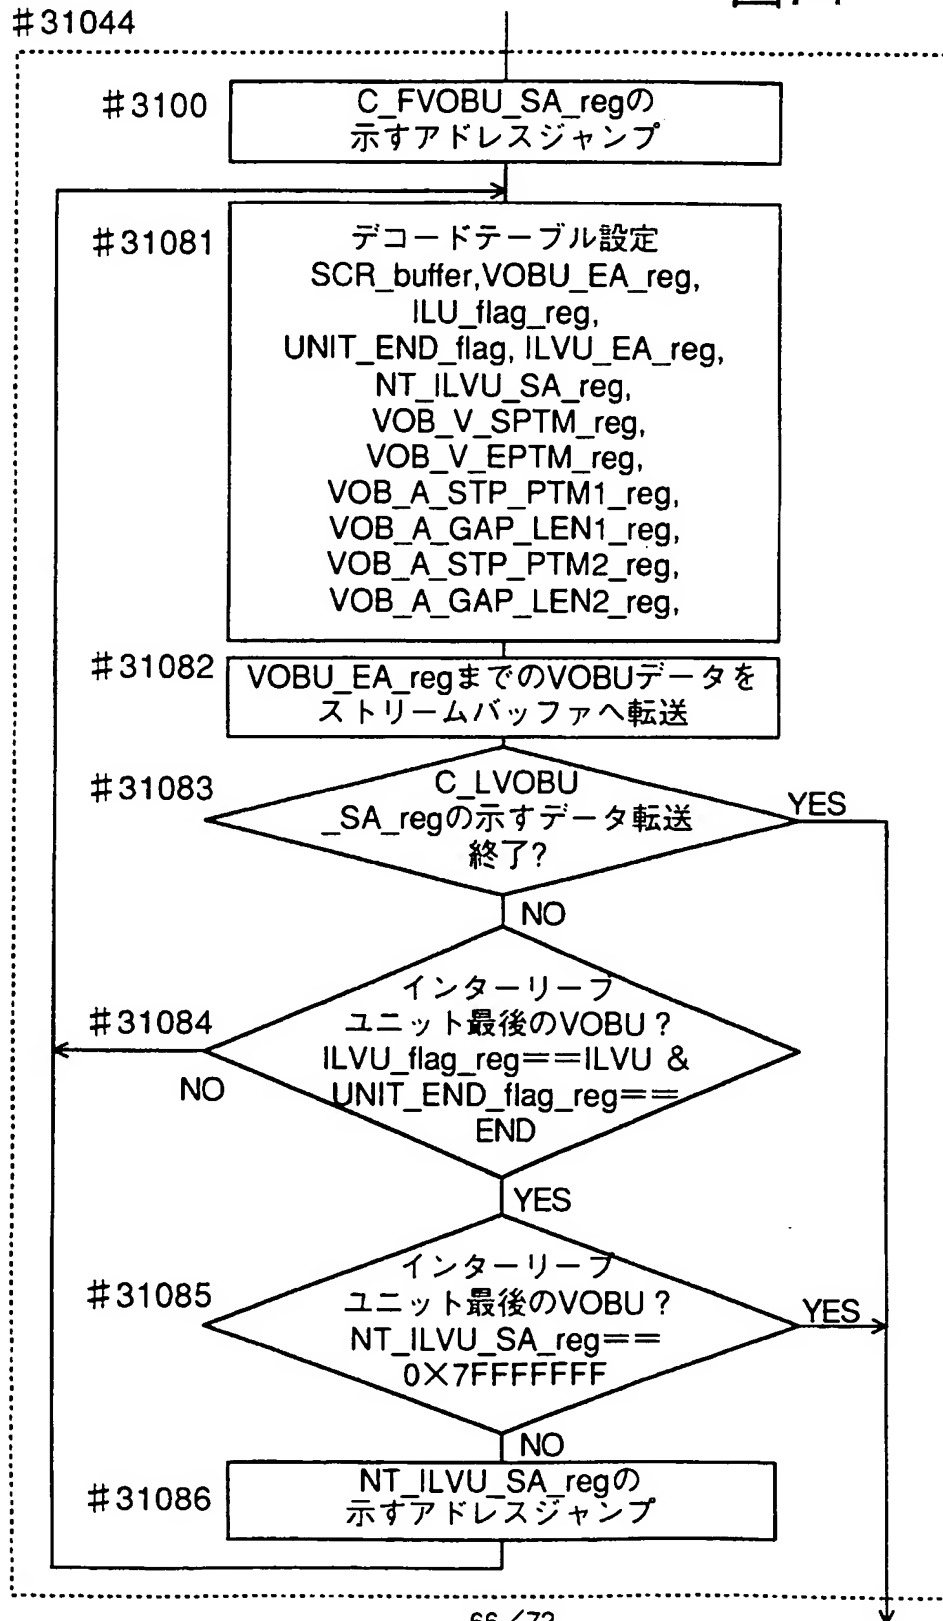 #31044
#3100
C_FVOBU_SA_regの
示すアドレスジャンプ
#31081
デコードテーブル設定
SCR_buffer,VOBU_EA_reg,
ILU_flag_reg,
UNIT_END_flag, ILVU_EA_reg,
NT_ILVU_SA_reg,
VOB_V_SPTM_reg,
VOB_V_EPTM_reg,
VOB_A_STP_PTM1_reg,
VOB_A_GAP_LEN1_reg,
VOB_A_STP_PTM2_reg,
VOB_A_GAP_LEN2_reg,
#31082
VOBU_EA_regまでのVOBUデータを
ストリームバッファへ転送
#31083
C_LVOBU
_SA_regの示すデータ転送
終了?
YES
NO
#31084
インターリーブ
ユニット最後のVOBU?
ILVU_flag_reg==ILVU &
UNIT_END_flag_reg==
END
NO
YES
#31085
インターリーブ
ユニット最後のVOBU?
NT_ILVU_SA_reg==
0×7FFFFFFF
YES
NO
#31086
NT_ILVU_SA_regの
示すアドレスジャンプ